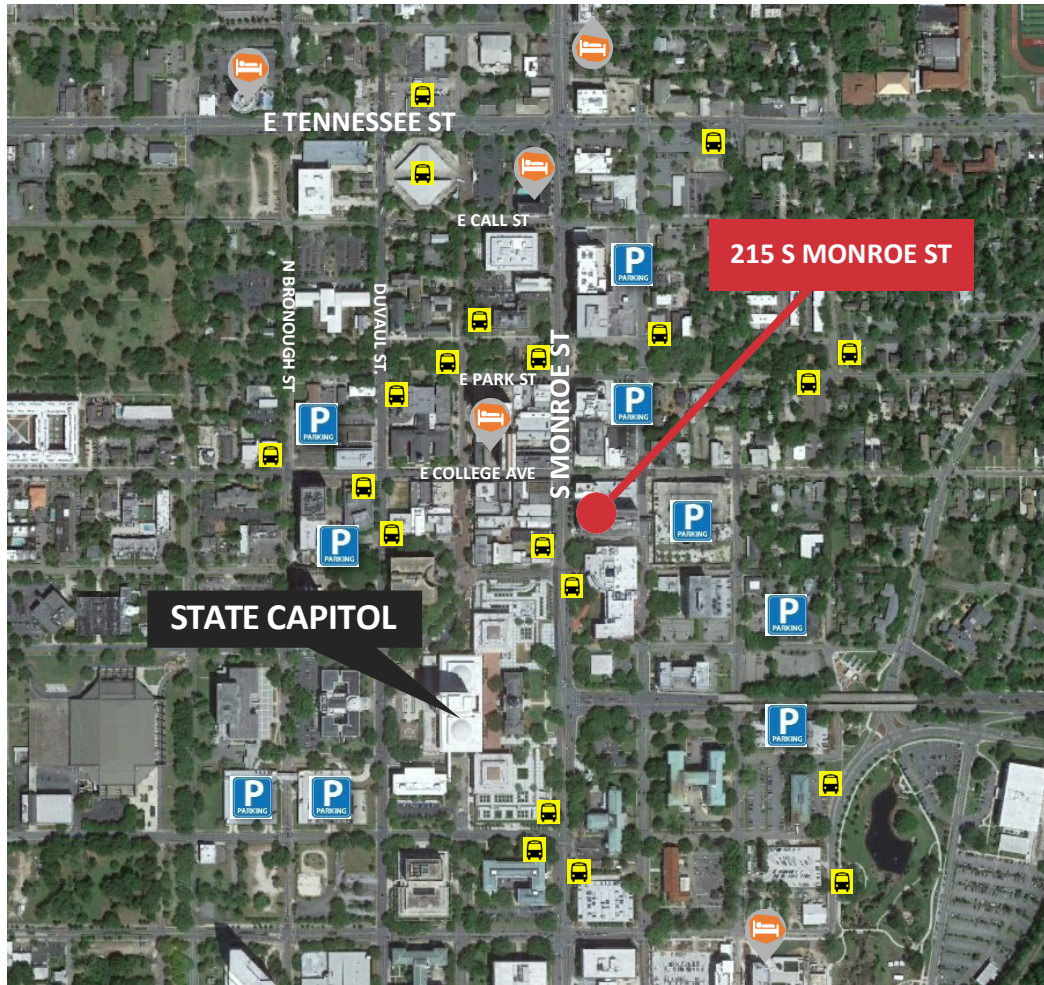 E TENNESSEE ST
E CALL ST
P
PARKING
215 S MONROE ST
N BRONOUGH ST
DUVAUL ST.
S MONROE ST
E PARK ST
P
PARKING
P
PARKING
E COLLEGE AVE
P
PARKING
P
PARKING
STATE CAPITOL
P
PARKING
P
PARKING
P
PARKING
P
PARKING